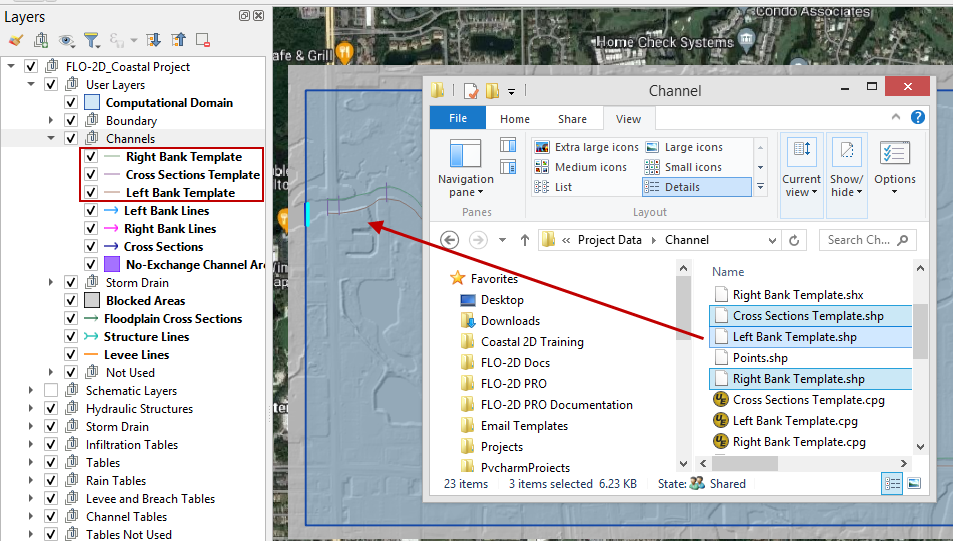 Layers
FLO-2D_Coastal Project
User Layers
Computational Domain
Boundary
Channels
Right Bank Template
Cross Sections Template
Left Bank Template
Left Bank Lines
Right Bank Lines
Cross Sections
No-Exchange Channel Are
Storm Drain
Blocked Areas
Floodplain Cross Sections
Structure Lines
Levee Lines
Not Used
Schematic Layers
Hydraulic Structures
Storm Drain
Infiltration Tables
Tables
Rain Tables
Levee and Breach Tables
Channel Tables
Tables Not Used
Condo Associates
Home Check Systems
afe & Grill
Channel
File
Home
Share
View
Navigation
pane
Panes
Extra large icons
Large icons
Medium icons
Small icons
List
Details
Layout
Current
view
Show/
hide
Options
Project Data
Channel
Search Ch...
Favorites
Desktop
Downloads
Coastal 2D Training
FLO-2D Docs
FLO-2D PRO
FLO-2D PRO Documentation
Email Templates
Projects
PycharmProjects
Name
Right Bank Template.shx
Cross Sections Template.shp
Left Bank Template.shp
Points.shp
Right Bank Template.shp
Cross Sections Template.cpg
Left Bank Template.cpg
Right Bank Template.cpg
23 items
3 items selected 6.23 KB
State:
Shared